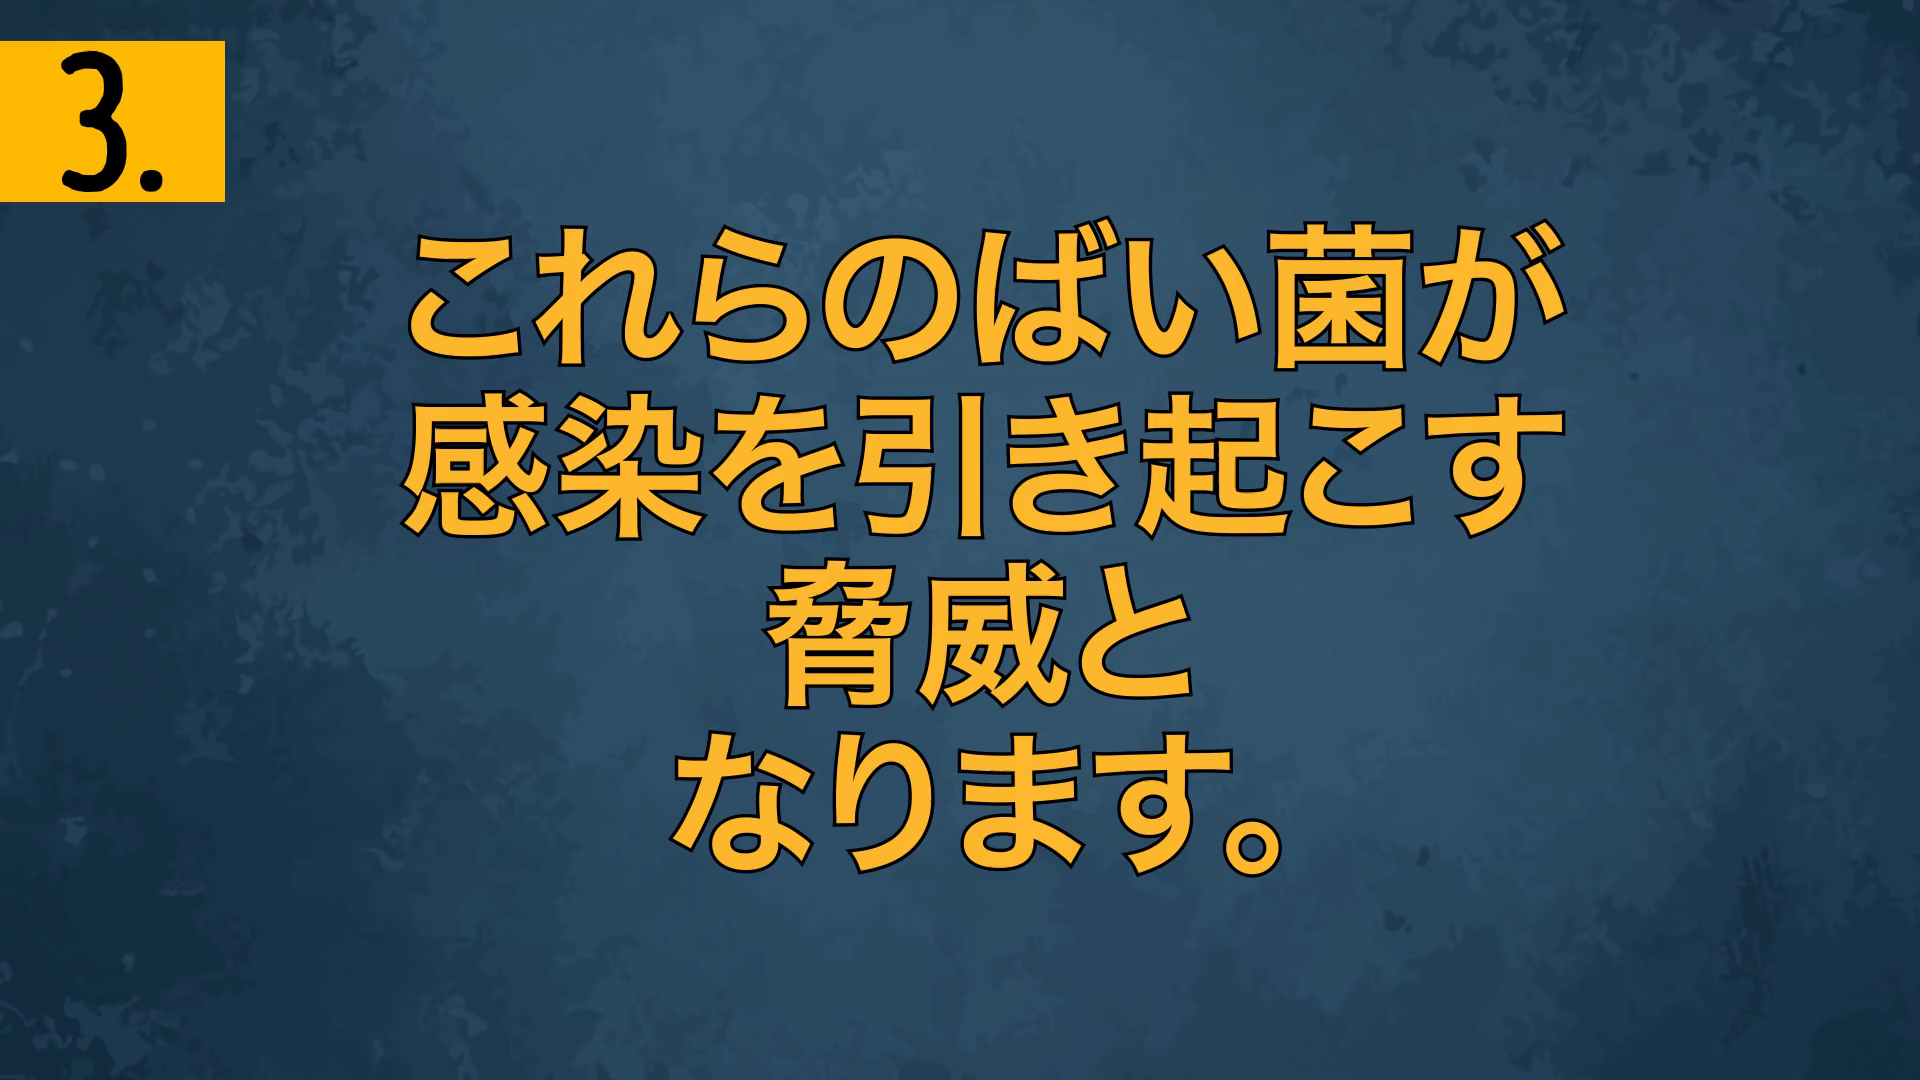 3.
これらのばい菌が
感染を引き起こす
脅威と
なります。